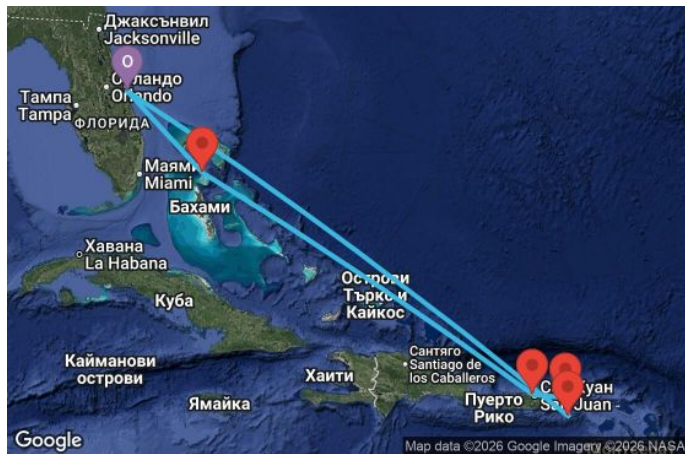 Джаксънвил
Jacksonville
O
Орландо
Orlando
Тампа
Tampa
ФЛОРИДА
Маями
Miami
Бахами
Хавана
La Habana
Куба
Острови
Търкс и
Кайкос
Кайманови
острови
Ямайка
Хаити
Сантяго
Santiago de
los Caballeros
Пуерто
Рико
San Juan
Google
Map data ©2026 Google Imagery ©2026 NASA